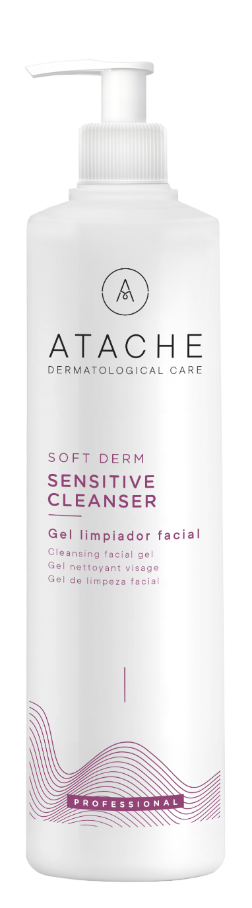 A
ATACHE
DERMATOLOGICAL CARE
SOFT DERM
SENSITIVE
CLEANSER
Gel limpiador facial
Cleansing facial gel
Gel nettoyant visage
Gel de limpeza facial
PROFESSIONAL